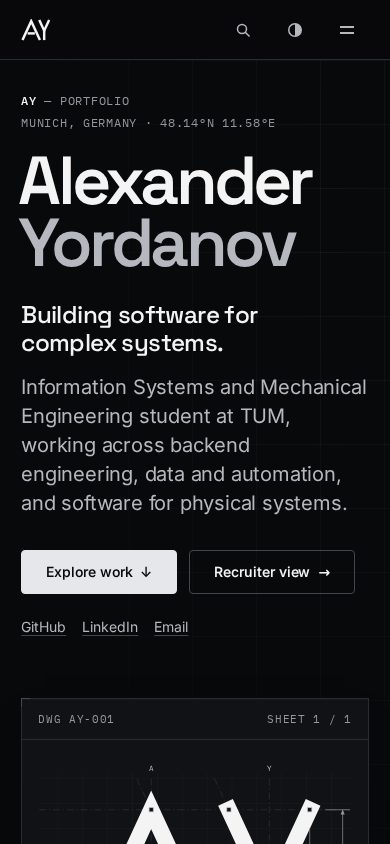 AY
AY — PORTFOLIO
MUNICH, GERMANY · 48.14°N 11.58°E
Alexander
Yordanov
Building software for
complex systems.
Information Systems and Mechanical
Engineering student at TUM,
working across backend
engineering, data and automation,
and software for physical systems.
Explore work ↓
Recruiter view →
GitHub LinkedIn Email
DWG AY-001 SHEET 1 / 1
A Y